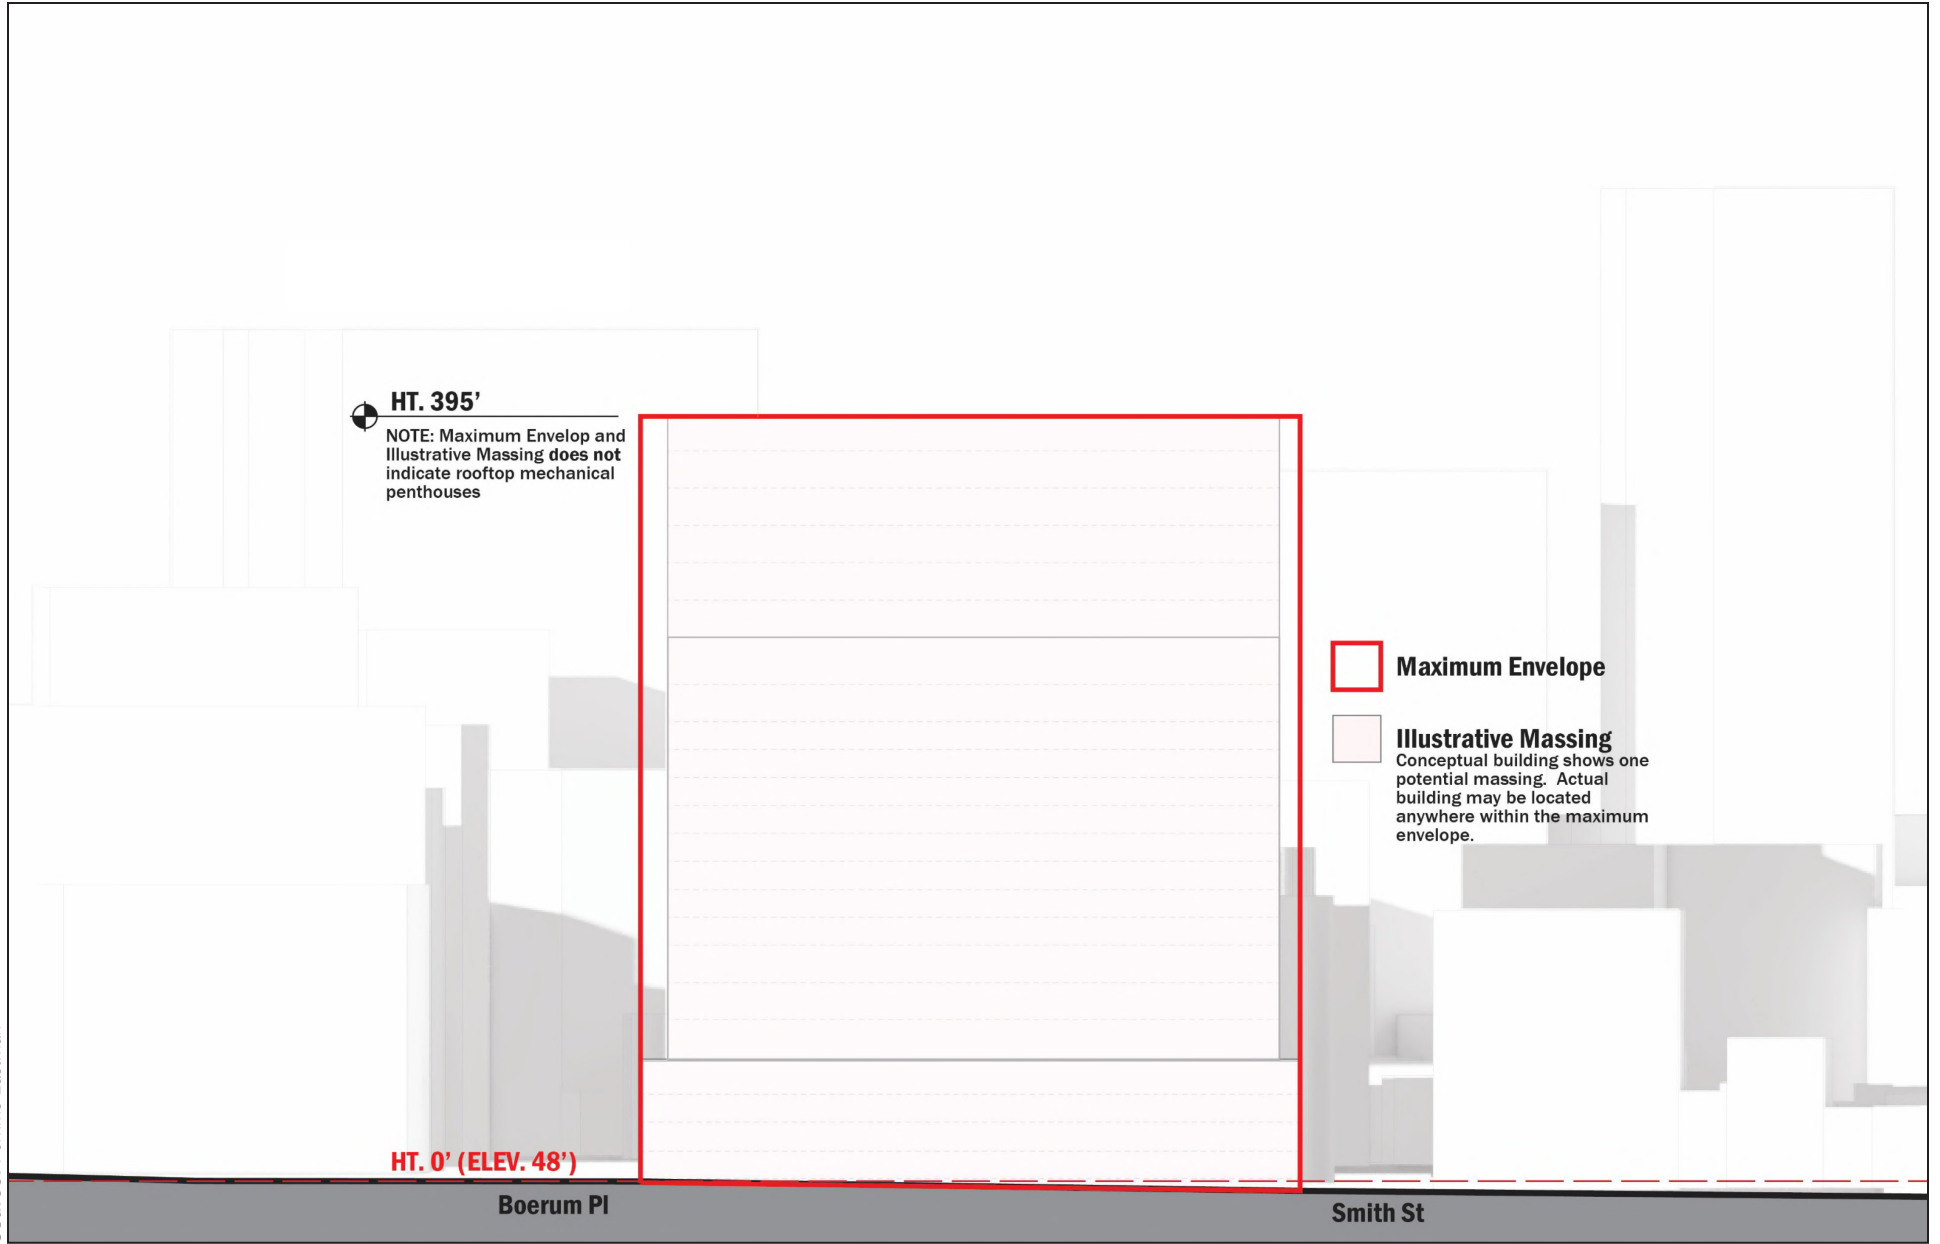 HT. 395’
NOTE: Maximum Envelop and
Illustrative Massing does not
indicate rooftop mechanical
penthouses
Maximum Envelope
Illustrative Massing
Conceptual building shows one
potential massing.  Actual
building may be located
anywhere within the maximum
envelope.
HT. 0’ (ELEV. 48’)
Boerum Pl
Smith St